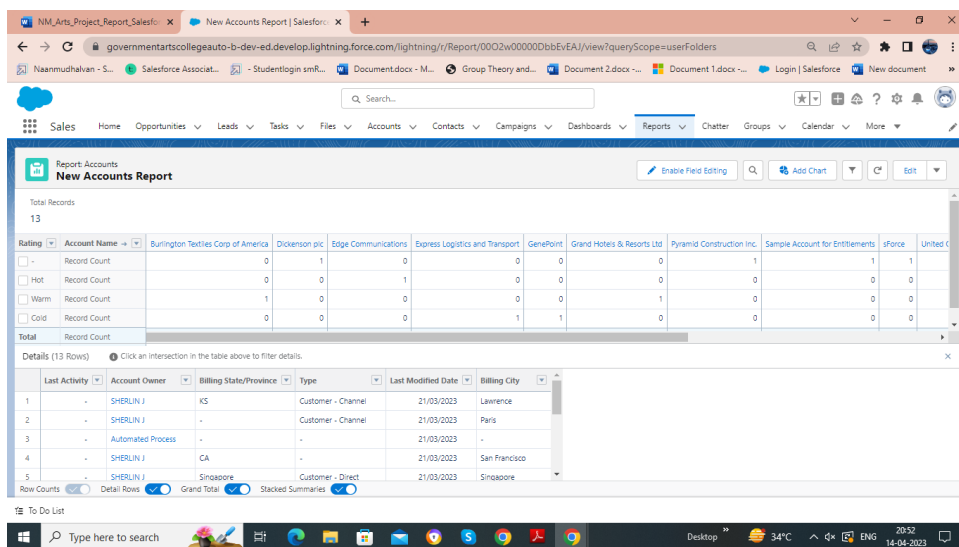 NM_Arts_Project_Report_Salesfor
New Accounts Report | Salesforc
governmentartscollegeauto-b-dev-ed.develop.lightning.force.com/lightning/r/Report/00O2w00000DbbEvEAJ/view?queryScope=userFolders
Naanmudhalvan - S... Salesforce Associat... - Studentlogin smR... Document.docx - M... Group Theory and... Document 2.docx -... Document 1.docx -... Login | Salesforce New document »
Search...
Sales Home Opportunities Leads Tasks Files Accounts Contacts Campaigns Dashboards Reports Chatter Groups Calendar More
Report: Accounts
New Accounts Report
Enable Field Editing Add Chart Edit
Total Records
13
Rating Account Name → Burlington Textiles Corp of America Dickenson plc Edge Communications Express Logistics and Transport GenePoint Grand Hotels & Resorts Ltd Pyramid Construction Inc. Sample Account for Entitlements sForce United
- Record Count 0 1 0 0 0 0 1 1 1
Hot Record Count 0 0 1 0 0 0 0 0 0
Warm Record Count 1 0 0 0 0 1 0 0 0
Cold Record Count 0 0 0 1 1 0 0 0 0
Total Record Count
Details (13 Rows) Click an intersection in the table above to filter details.
Last Activity Account Owner Billing State/Province Type Last Modified Date Billing City
1 - SHERLIN J KS Customer - Channel 21/03/2023 Lawrence
2 - SHERLIN J - Customer - Channel 21/03/2023 Paris
3 - Automated Process - - 21/03/2023 -
4 - SHERLIN J CA - 21/03/2023 San Francisco
5 - SHERLIN J Singapore Customer - Direct 21/03/2023 Singapore
Row Counts Detail Rows Grand Total Stacked Summaries
To Do List
Type here to search
Desktop » 34°C ENG
20:52
14-04-2023